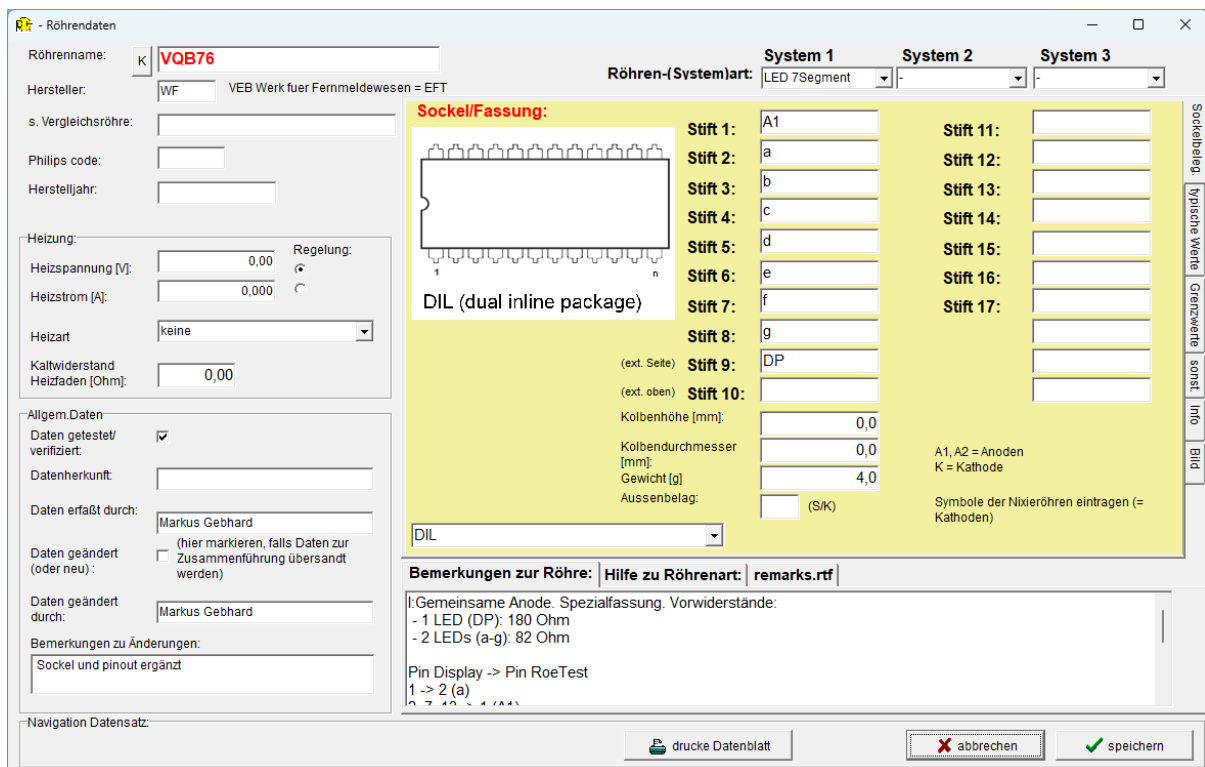 - Röhrendaten
Röhrenname: K VQB76
Hersteller: WF VEB Werk fuer Fernmeldewesen = EFT
s. Vergleichsröhre:
Philips code:
Herstelljahr:
Heizung:
Heizspannung [V]: 0,00
Regelung:
Heizstrom [A]: 0,000
Heizart keine
Kaltwiderstand
Heizfaden [Ohm]: 0,00
Allgem.Daten
Daten getestet/
verifiziert:
Datenherkunft:
Daten erfaßt durch: Markus Gebhard
Daten geändert
(oder neu) :
(hier markieren, falls Daten zur
Zusammenführung übersandt
werden)
Daten geändert
durch: Markus Gebhard
Bemerkungen zu Änderungen:
Sockel und pinout ergänzt
System 1 System 2 System 3
Röhren-(System)art: LED 7Segment - -
Sockel/Fassung:
1 n
DIL (dual inline package)
Stift 1: A1 Stift 11:
Stift 2: a Stift 12:
Stift 3: b Stift 13:
Stift 4: c Stift 14:
Stift 5: d Stift 15:
Stift 6: e Stift 16:
Stift 7: f Stift 17:
Stift 8: g
(ext. Seite) Stift 9: DP
(ext. oben) Stift 10:
Kolbenhöhe [mm]: 0,0
Kolbendurchmesser
[mm]: 0,0
Gewicht [g] 4,0
Aussenbelag: (S/K)
A1, A2 = Anoden
K = Kathode
Symbole der Nixieröhren eintragen (=
Kathoden)
DIL
Sockelbeleg.
typische Werte
Grenzwerte
sonst.
Info
Bild
Bemerkungen zur Röhre: Hilfe zu Röhrenart: remarks.rtf
I:Gemeinsame Anode. Spezialfassung. Vorwiderstände:
- 1 LED (DP): 180 Ohm
- 2 LEDs (a-g): 82 Ohm
Pin Display -> Pin RoeTest
1 -> 2 (a)
Navigation Datensatz:
drucke Datenblatt abbrechen speichern